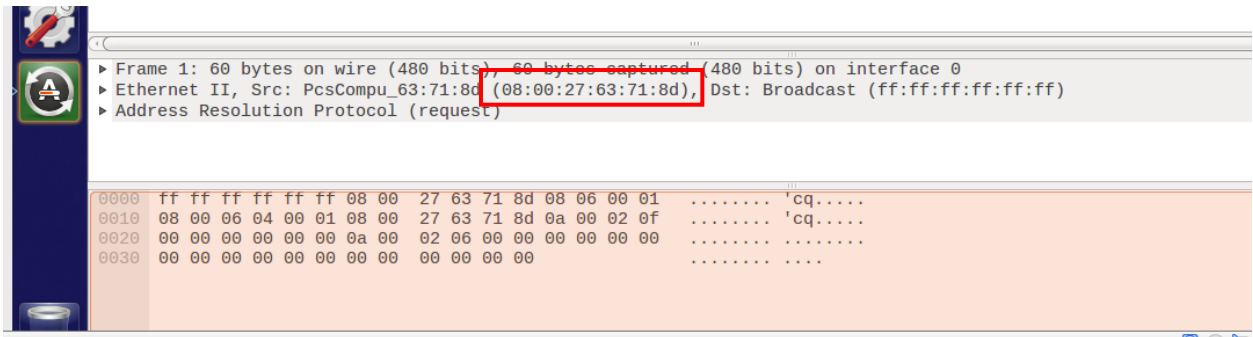 Frame 1: 60 bytes on wire (480 bits), 60 bytes captured (480 bits) on interface 0
Ethernet II, Src: PcsCompu_63:71:8d (08:00:27:63:71:8d), Dst: Broadcast (ff:ff:ff:ff:ff:ff)
Address Resolution Protocol (request)
0000 ff ff ff ff ff ff 08 00 27 63 71 8d 08 06 00 01 ........ 'cq.....
0010 08 00 06 04 00 01 08 00 27 63 71 8d 0a 00 02 0f ........ 'cq.....
0020 00 00 00 00 00 00 0a 00 02 06 00 00 00 00 00 00 ........ ........
0030 00 00 00 00 00 00 00 00 00 00 00 00 ........ ....